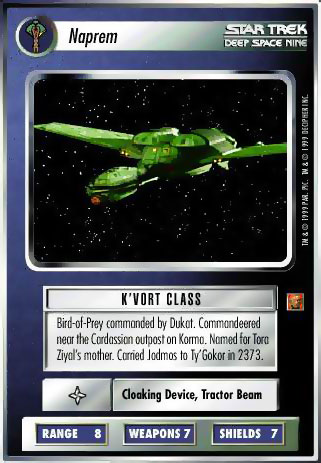 Naprem
STAR TREK
DEEP SPACE NINE
TM & © 1999 PAR. PIC. TM & © 1999 DECIPHER INC.
K'VORT CLASS
Bird-of-Prey commanded by Dukat. Commandeered
near the Cardassian outpost on Korma. Named for Tora
Ziyal's mother. Carried Jodmos to Ty'Gokor in 2373.
Cloaking Device, Tractor Beam
RANGE 8
WEAPONS 7
SHIELDS 7